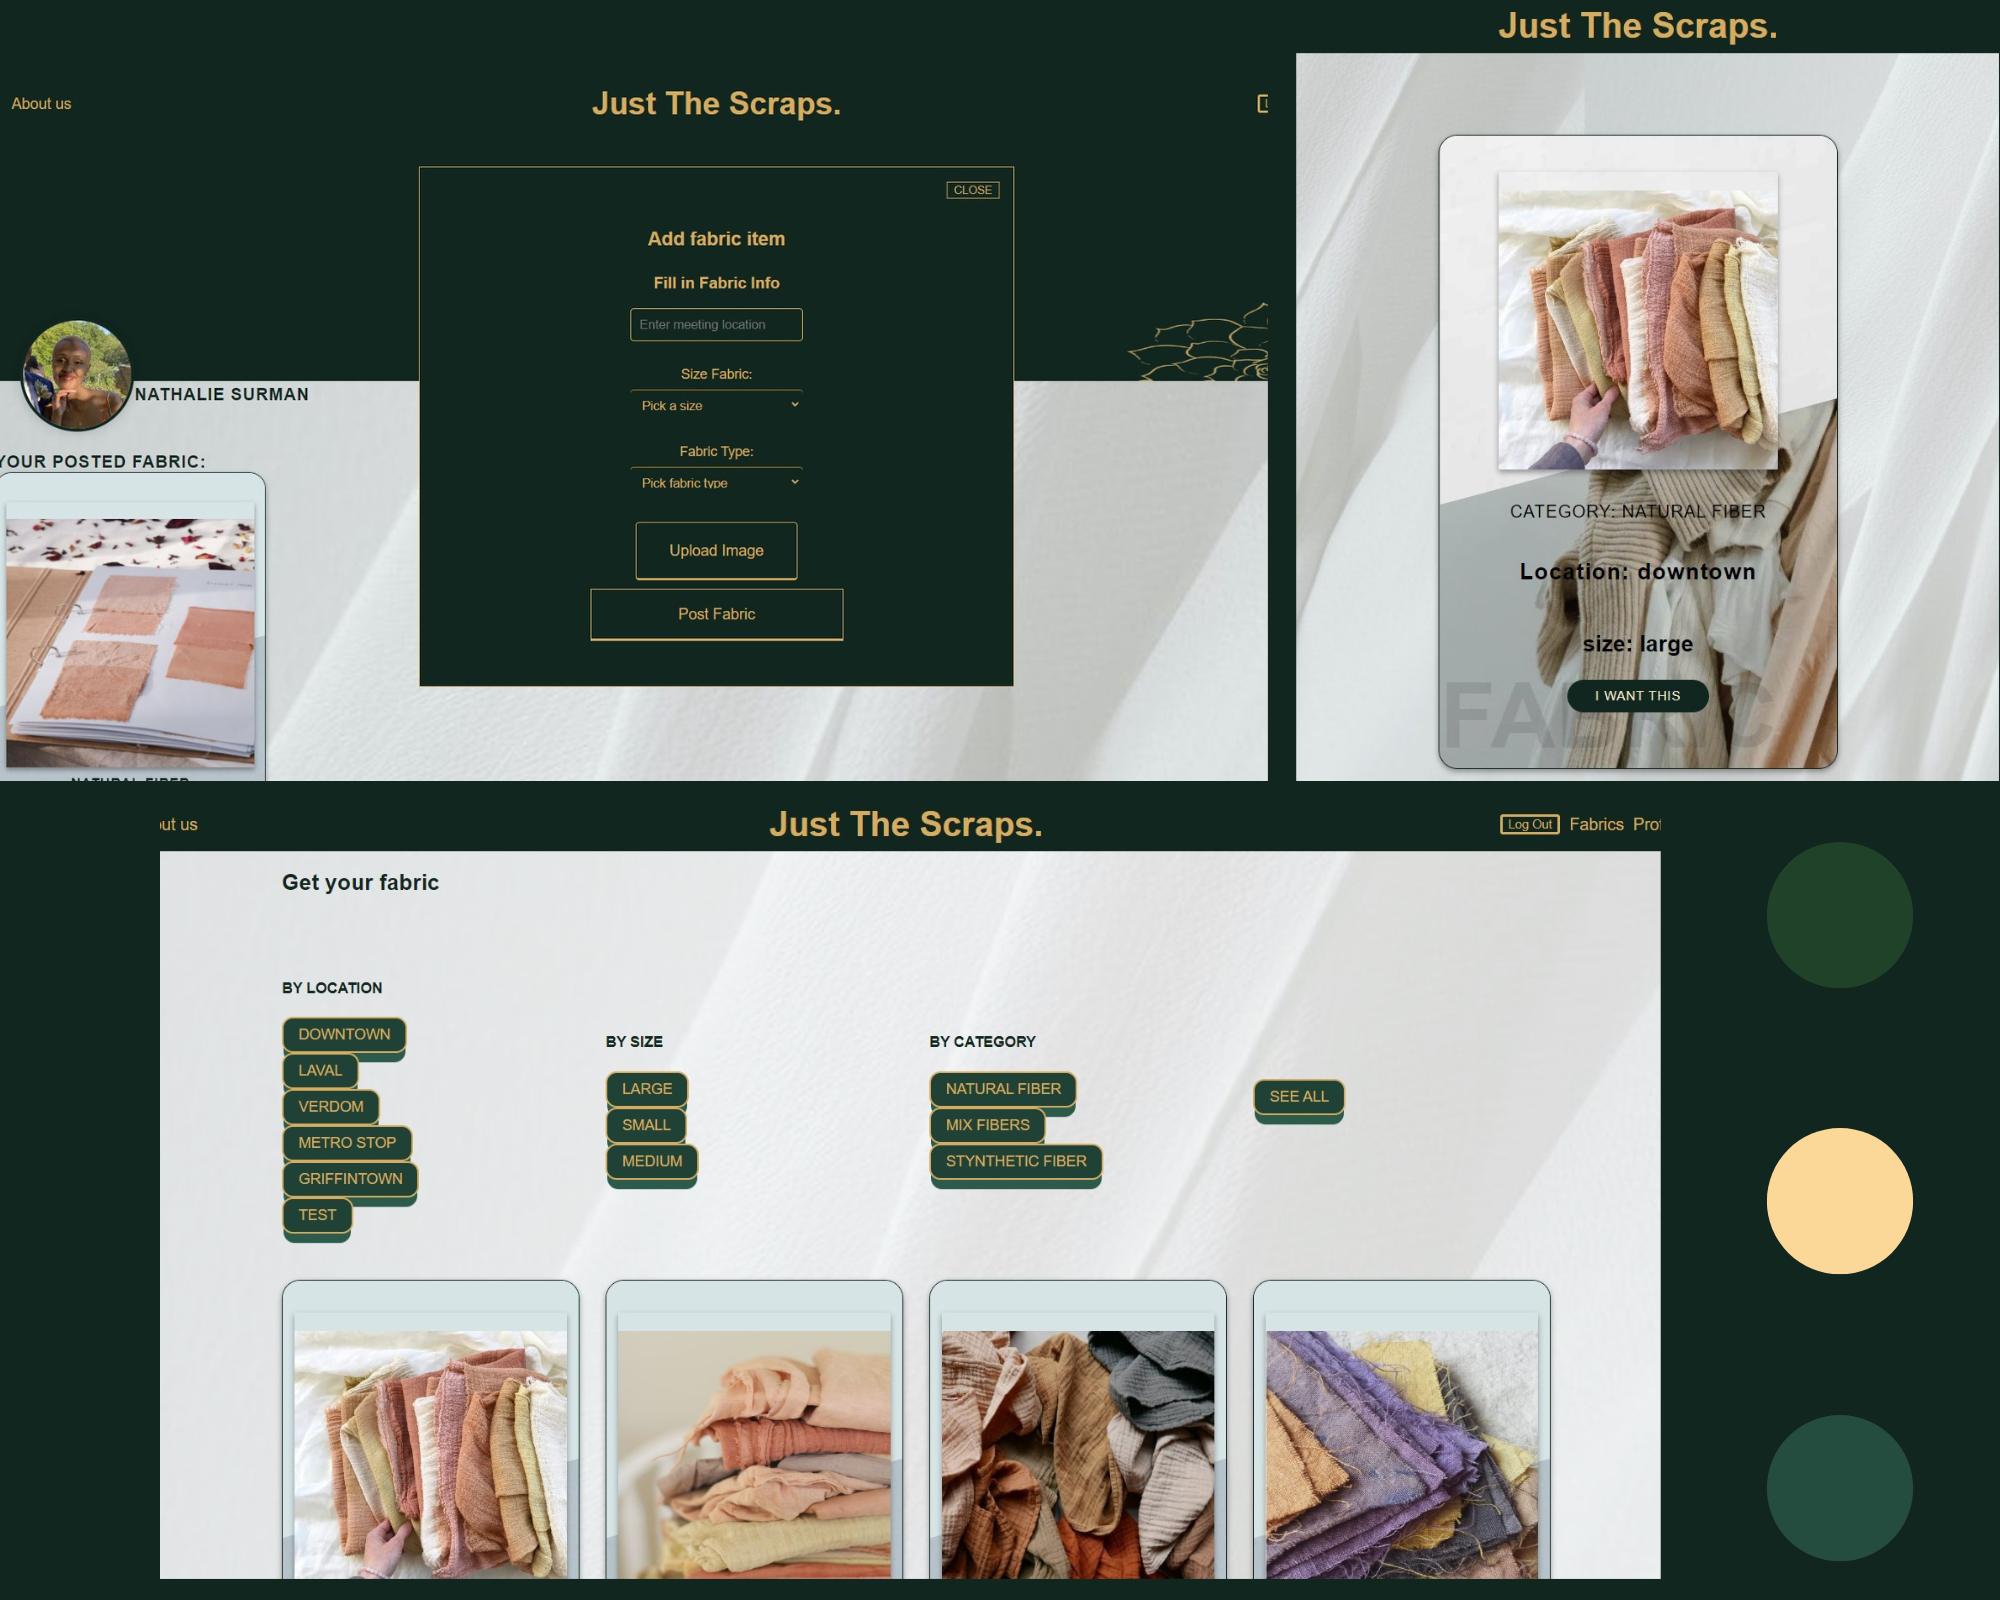 About us
Just The Scraps.
CLOSE
Add fabric item
Fill in Fabric Info
Enter meeting location
Size Fabric:
Pick a size
Fabric Type:
Pick fabric type
Upload Image
Post Fabric
NATHALIE SURMAN
YOUR POSTED FABRIC:
NATURAL FIBER
Just The Scraps.
CATEGORY: NATURAL FIBER
Location: downtown
size: large
I WANT THIS
FABRIC
out us
Just The Scraps.
Log Out Fabrics Prof
Get your fabric
BY LOCATION
DOWNTOWN
LAVAL
VERDOM
METRO STOP
GRIFFINTOWN
TEST
BY SIZE
LARGE
SMALL
MEDIUM
BY CATEGORY
NATURAL FIBER
MIX FIBERS
STYNTHETIC FIBER
SEE ALL